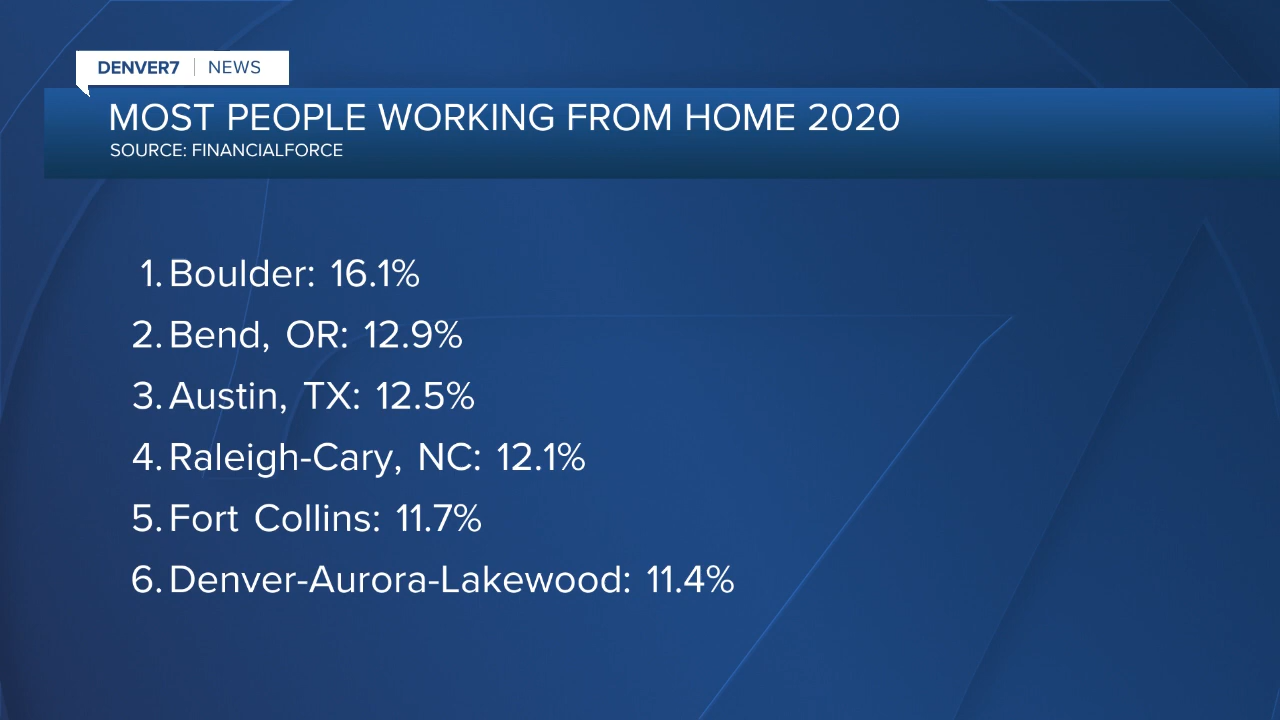 DENVER7 | NEWS
MOST PEOPLE WORKING FROM HOME 2020
SOURCE: FINANCIALFORCE
1. Boulder: 16.1%
2. Bend, OR: 12.9%
3. Austin, TX: 12.5%
4. Raleigh-Cary, NC: 12.1%
5. Fort Collins: 11.7%
6. Denver-Aurora-Lakewood: 11.4%